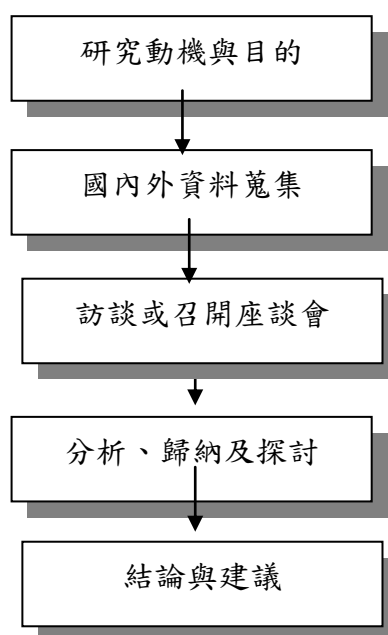 研究動機與目的
國內外資料蒐集
訪談或召開座談會
分析、歸納及探討
結論與建議